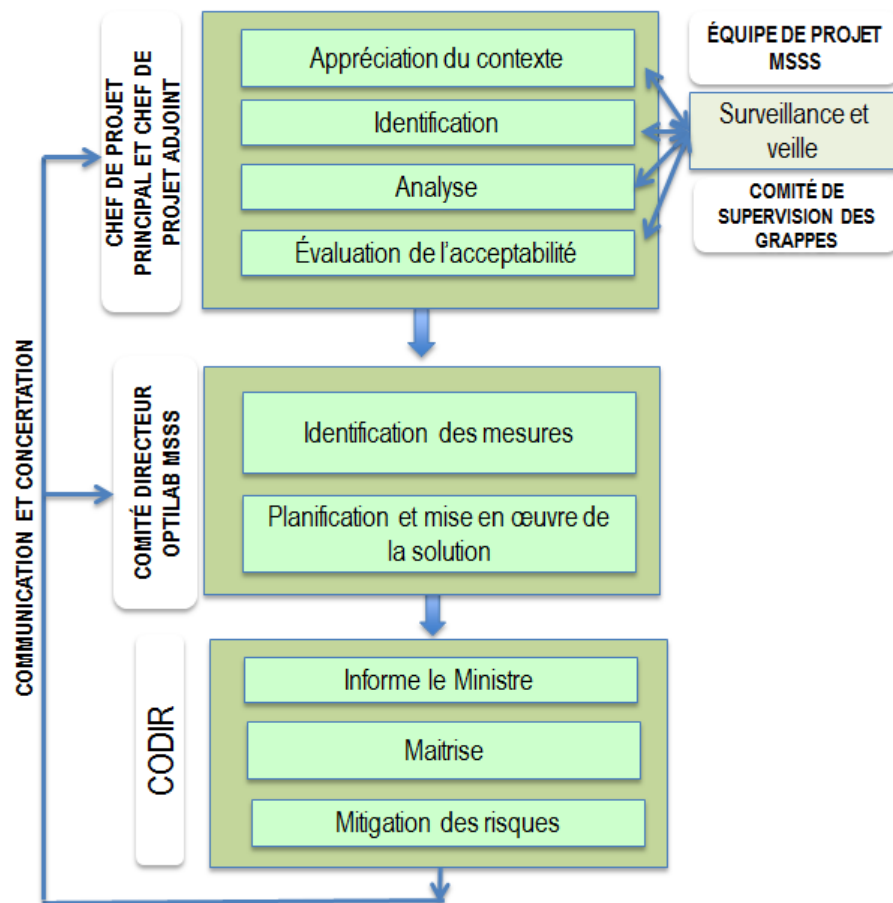 COMMUNICATION ET CONCERTATION
CHEF DE PROJET
PRINCIPAL ET CHEF DE
PROJET ADJOINT
Appréciation du contexte
Identification
Analyse
Évaluation de l'acceptabilité
ÉQUIPE DE PROJET
MSSS
Surveillance et
veille
COMITÉ DE
SUPERVISION DES
GRAPPES
COMITÉ DIRECTEUR
OPTILAB MSSS
Identification des mesures
Planification et mise en œuvre de
la solution
CODIR
Informe le Ministre
Maitrise
Mitigation des risques